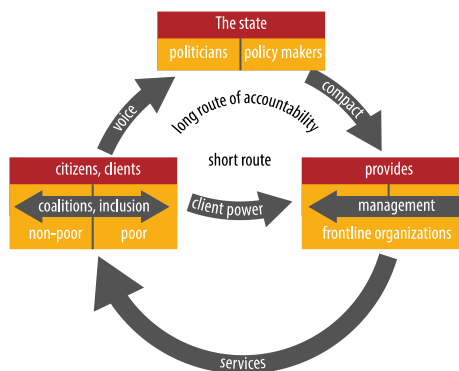 The state
politicians
policy makers
voice
compact
long route of accountability
short route
citizens, clients
coalitions, inclusion
non-poor
poor
client power
provides
management
frontline organizations
services